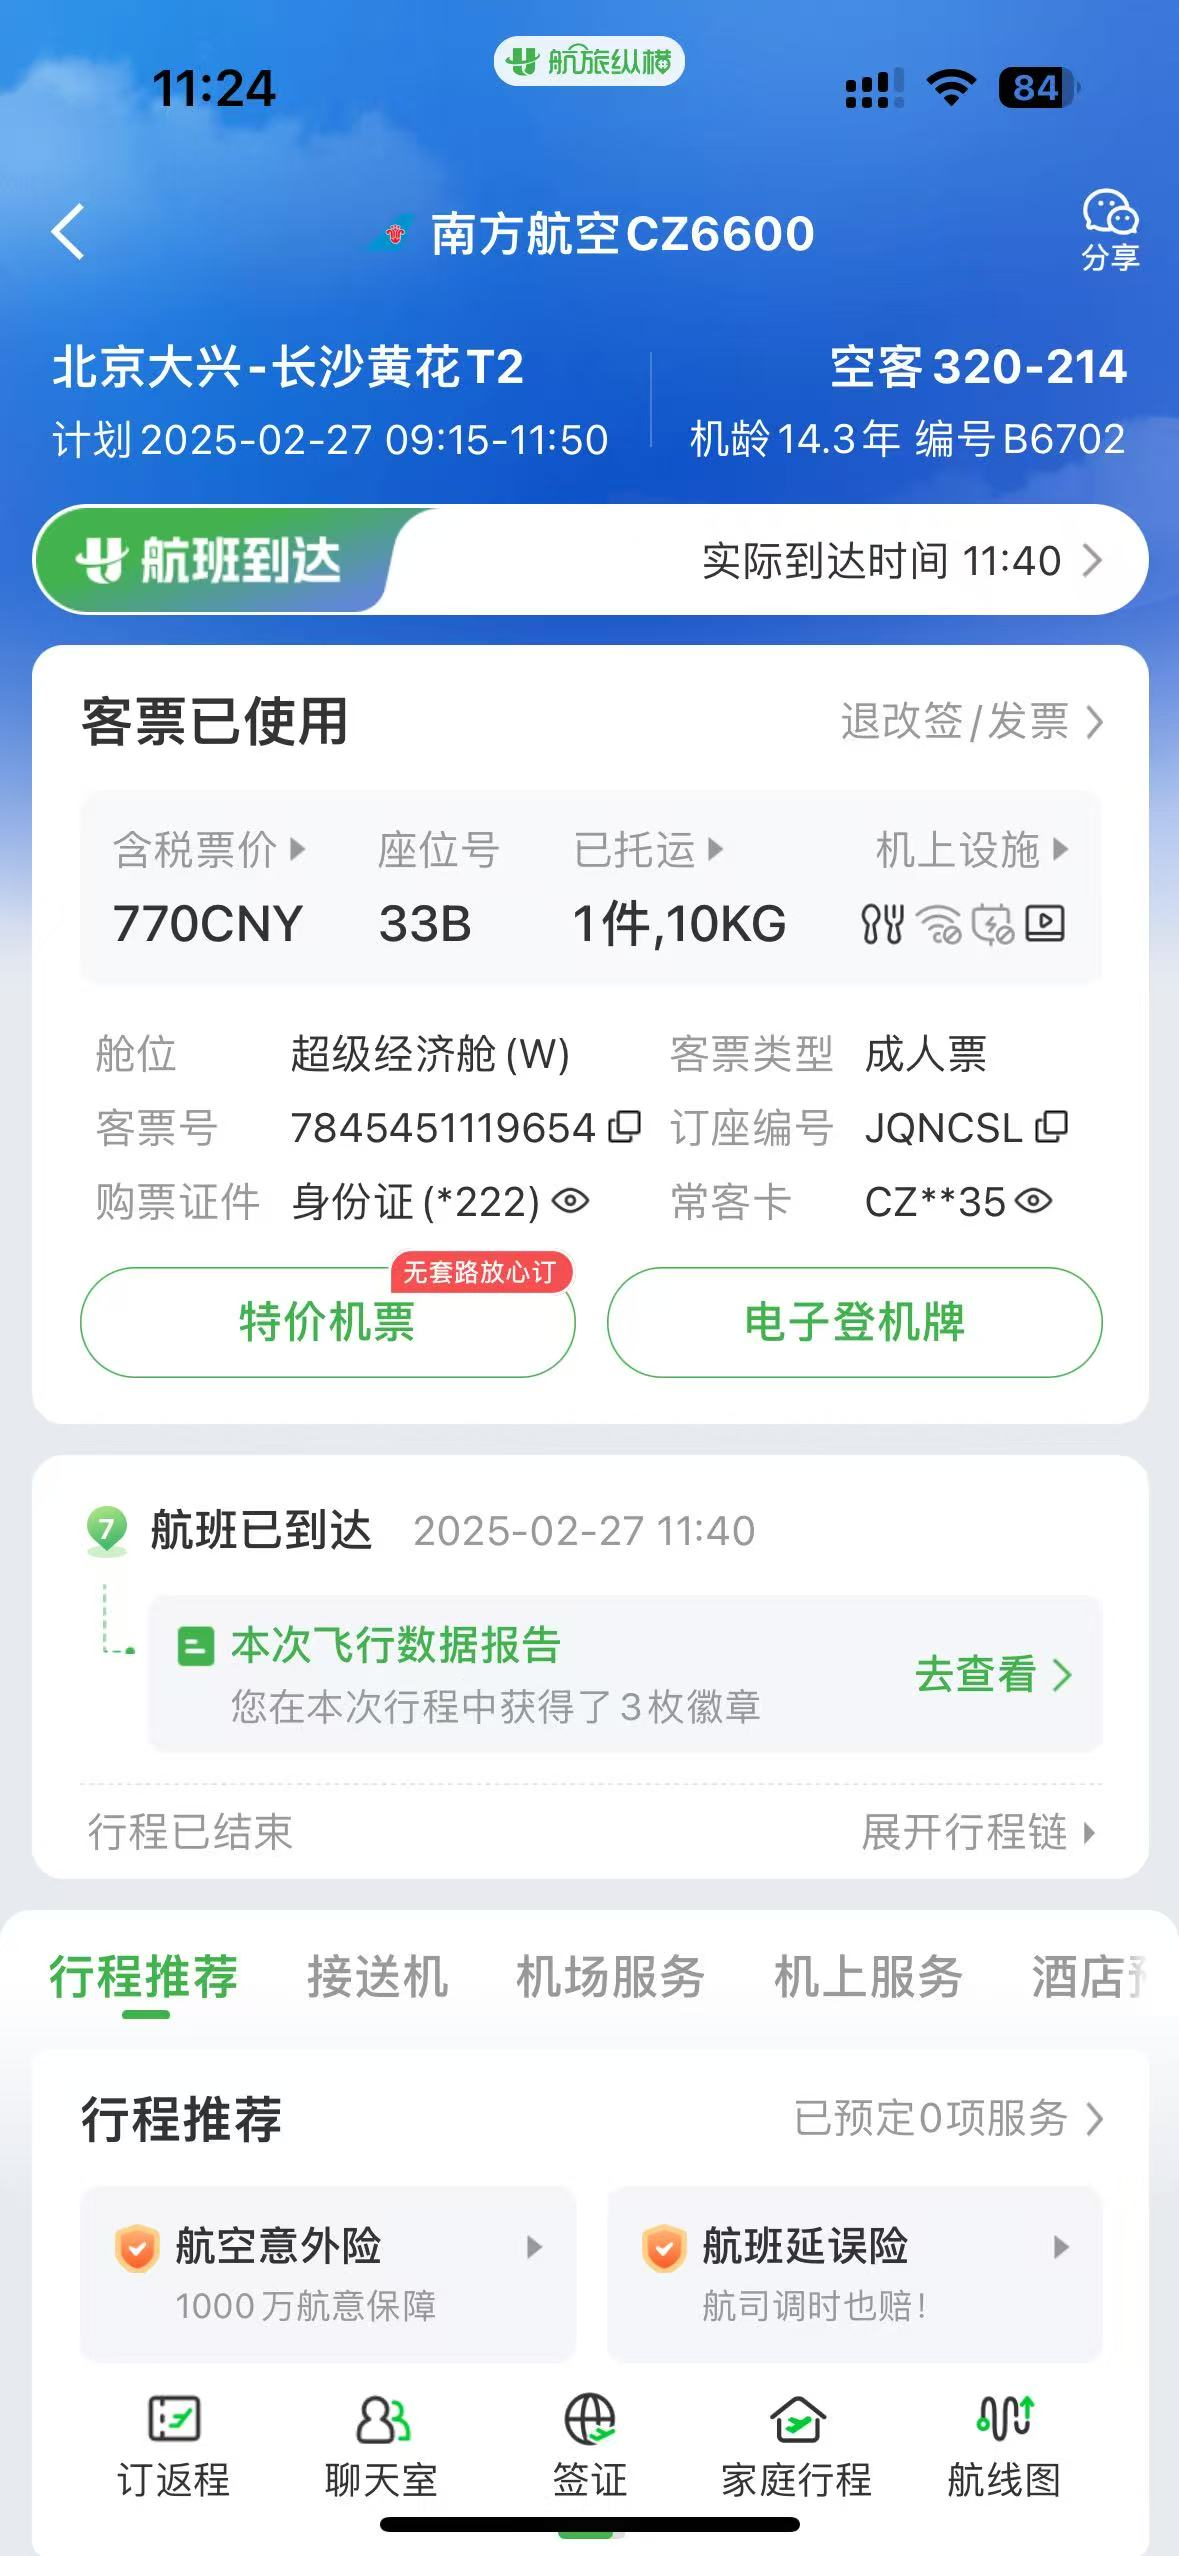 11:24
航旅纵横
84
南方航空CZ6600
分享
北京大兴-长沙黄花T2
空客320-214
计划2025-02-27 09:15-11:50
机龄14.3年 编号B6702
航班到达
实际到达时间 11:40
客票已使用
退改签/发票
含税票价
座位号
已托运
机上设施
770CNY
33B
1件,10KG
舱位 超级经济舱(W)
客票类型 成人票
客票号 7845451119654
订座编号 JQNCSL
购票证件 身份证(*222)
常客卡 CZ**35
无套路放心订
特价机票
电子登机牌
7
航班已到达 2025-02-27 11:40
本次飞行数据报告
您在本次行程中获得了3枚徽章
去查看
行程已结束
展开行程链
行程推荐 接送机 机场服务 机上服务 酒店
行程推荐
已预定0项服务
航空意外险
1000万航意保障
航班延误险
航司调时也赔!
订返程
聊天室
签证
家庭行程
航线图